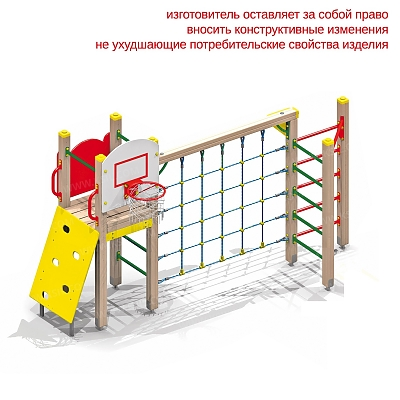 изготовитель оставляет за собой право
вносить конструктивные изменения
не ухудшающие потребительские свойства изделия